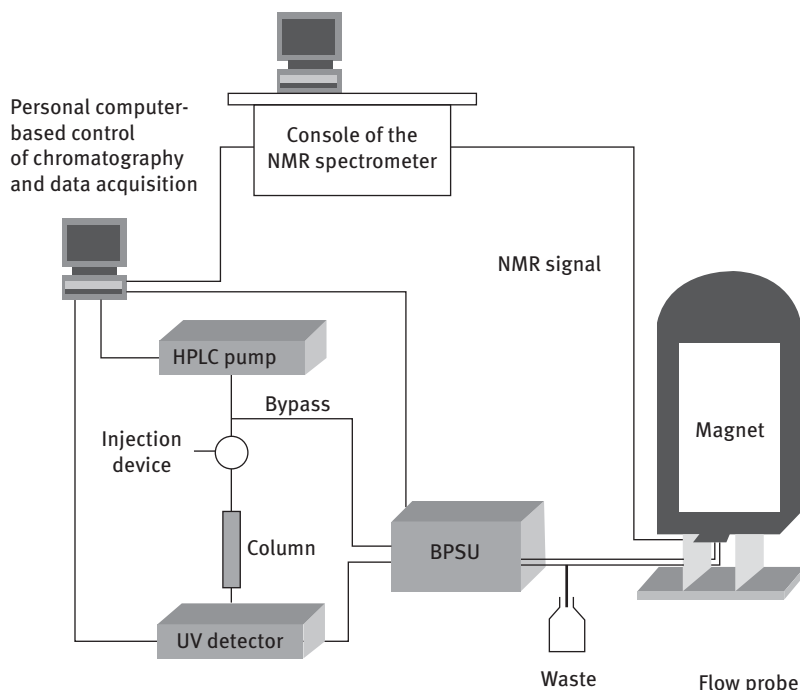 Personal computer-
based control
of chromatography
and data acquisition
Console of the
NMR spectrometer
NMR signal
HPLC pump
Bypass
Injection
device
Magnet
Column
BPSU
UV detector
Waste
Flow probe